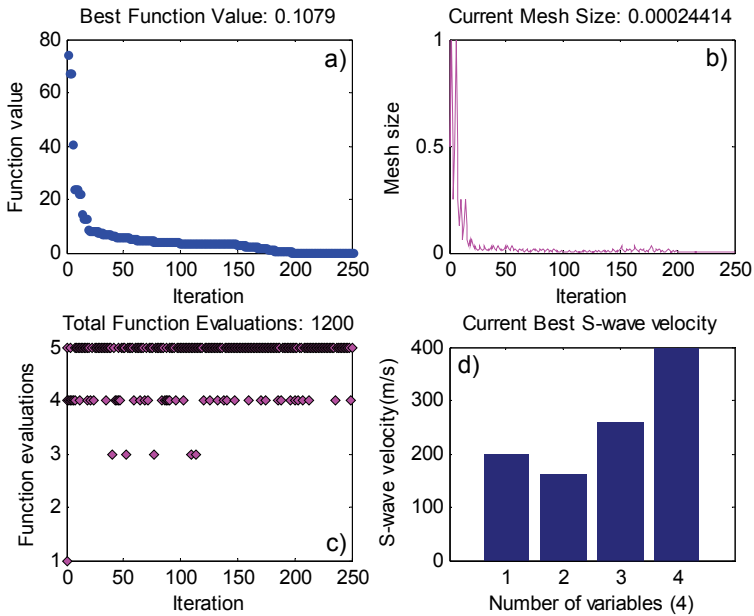 Best Function Value: 0.1079
a)
Function value
80
60
40
20
0
0 50 100 150 200 250
Iteration
Current Mesh Size: 0.00024414
b)
Mesh size
1
0.5
0
0 50 100 150 200 250
Iteration
Total Function Evaluations: 1200
c)
Function evaluations
5
4
3
2
1
0 50 100 150 200 250
Iteration
Current Best S-wave velocity
d)
S-wave velocity(m/s)
400
300
200
100
0
1 2 3 4
Number of variables (4)